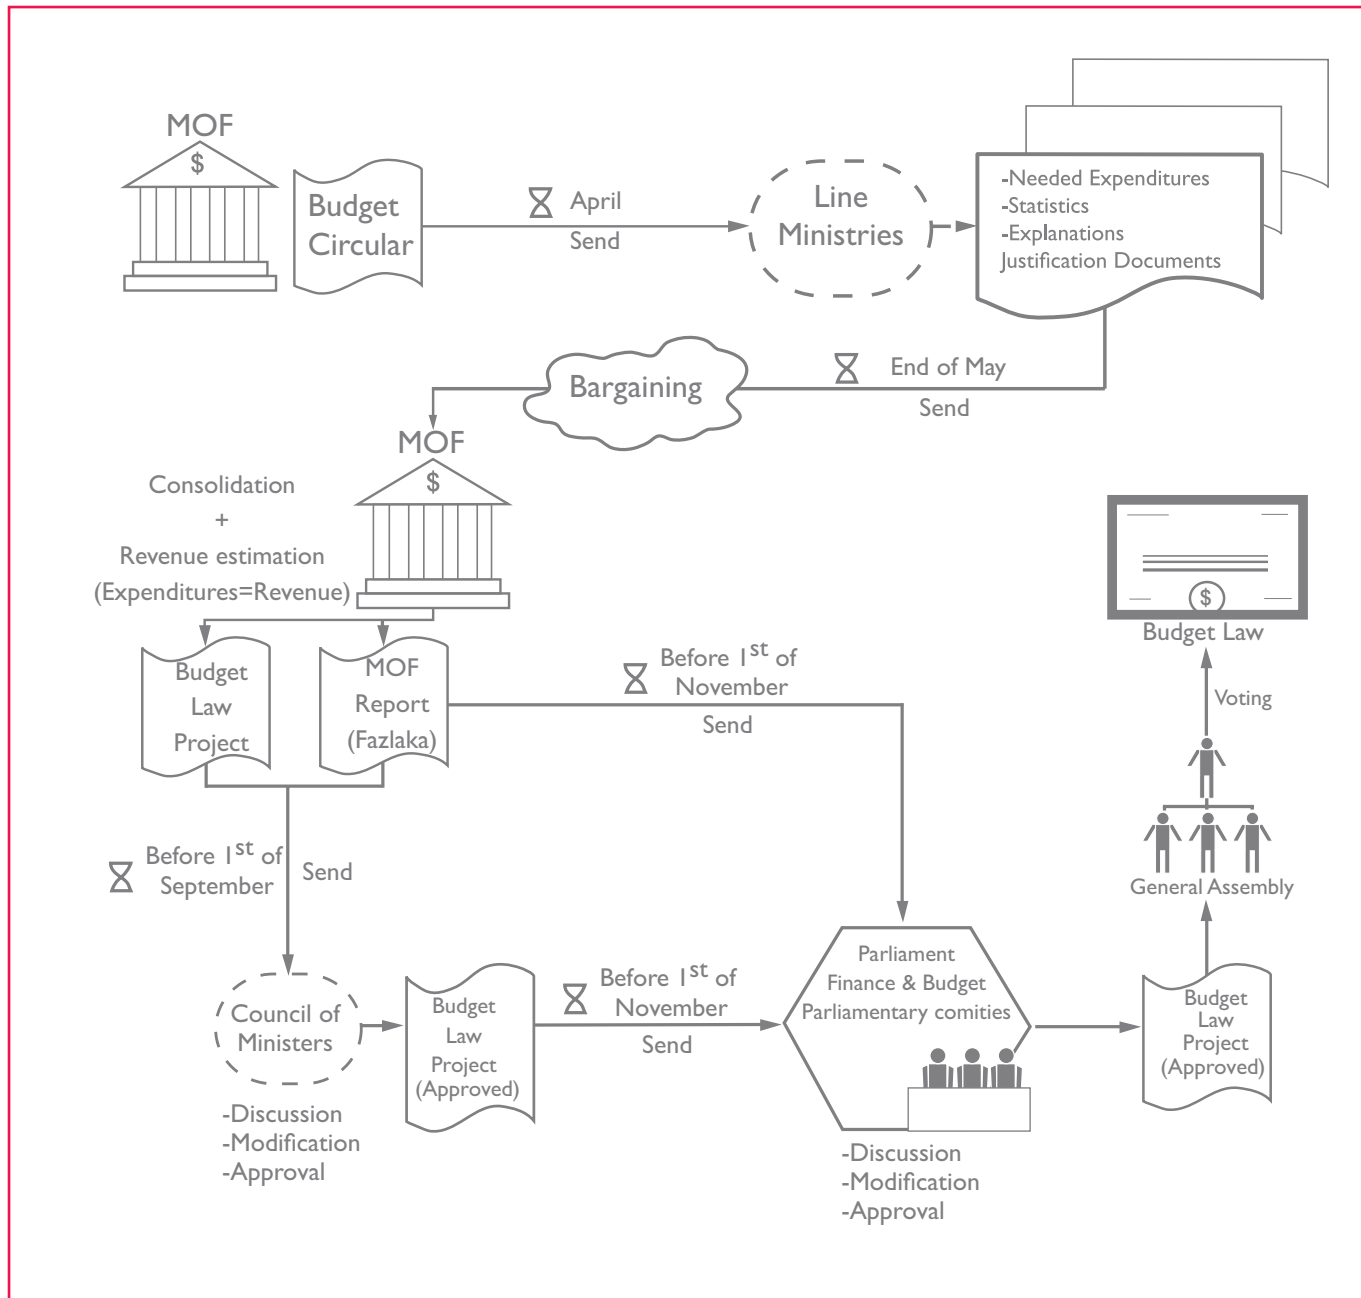 MOF
$
Budget
Circular
April
Send
Line
Ministries
-Needed Expenditures
-Statistics
-Explanations
Justification Documents
End of May
Send
Bargaining
MOF
$
Consolidation
+
Revenue estimation
(Expenditures=Revenue)
Budget
Law
Project
MOF
Report
(Fazlaka)
Before 1st of
November
Send
Before 1st of
September
Send
Council of
Ministers
-Discussion
-Modification
-Approval
Budget
Law
Project
(Approved)
Before 1st of
November
Send
Parliament
Finance & Budget
Parliamentary comities
-Discussion
-Modification
-Approval
Budget
Law
Project
(Approved)
General Assembly
Voting
$
Budget Law